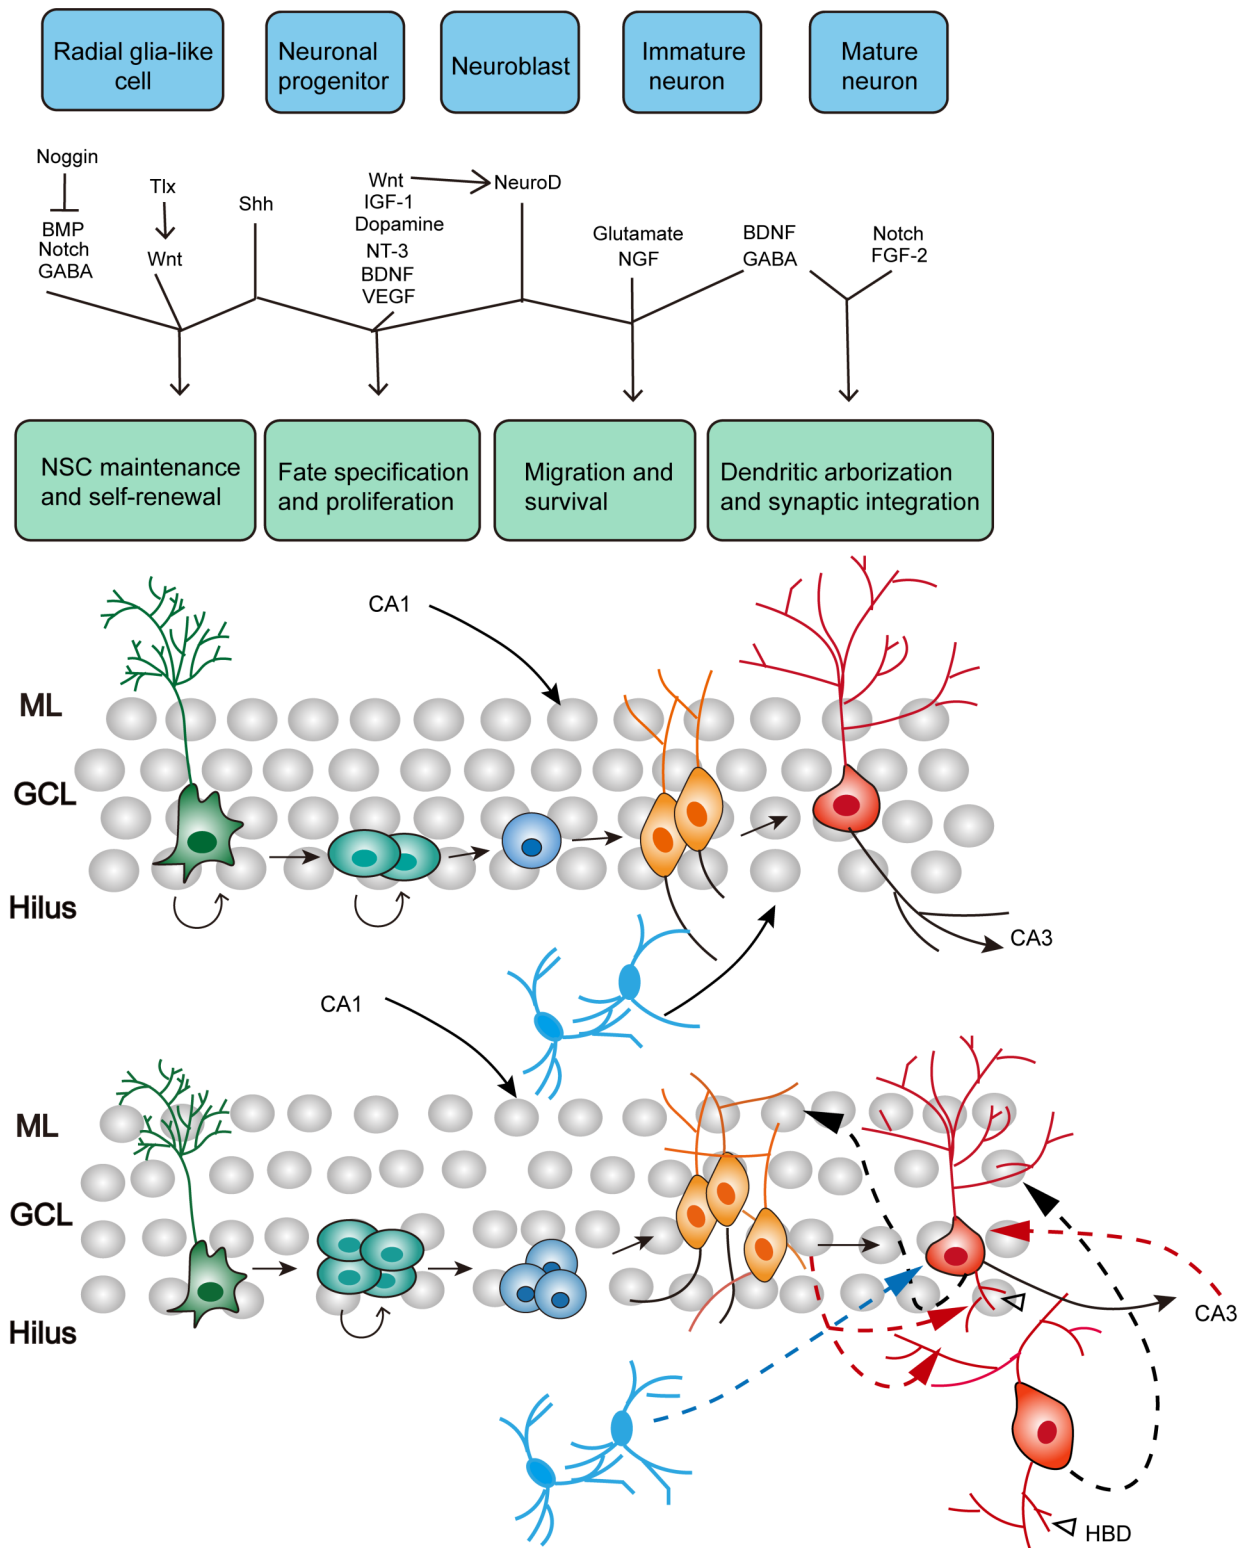 Radial glia-like
cell
Neuronal
progenitor
Neuroblast
Immature
neuron
Mature
neuron
Noggin
BMP
Notch
GABA
Tlx
Wnt
Shh
Wnt
IGF-1
Dopamine
NT-3
BDNF
VEGF
NeuroD
Glutamate
NGF
BDNF
GABA
Notch
FGF-2
NSC maintenance
and self-renewal
Fate specification
and proliferation
Migration and
survival
Dendritic arborization
and synaptic integration
CA1
ML
GCL
Hilus
CA3
CA1
ML
GCL
Hilus
CA3
HBD